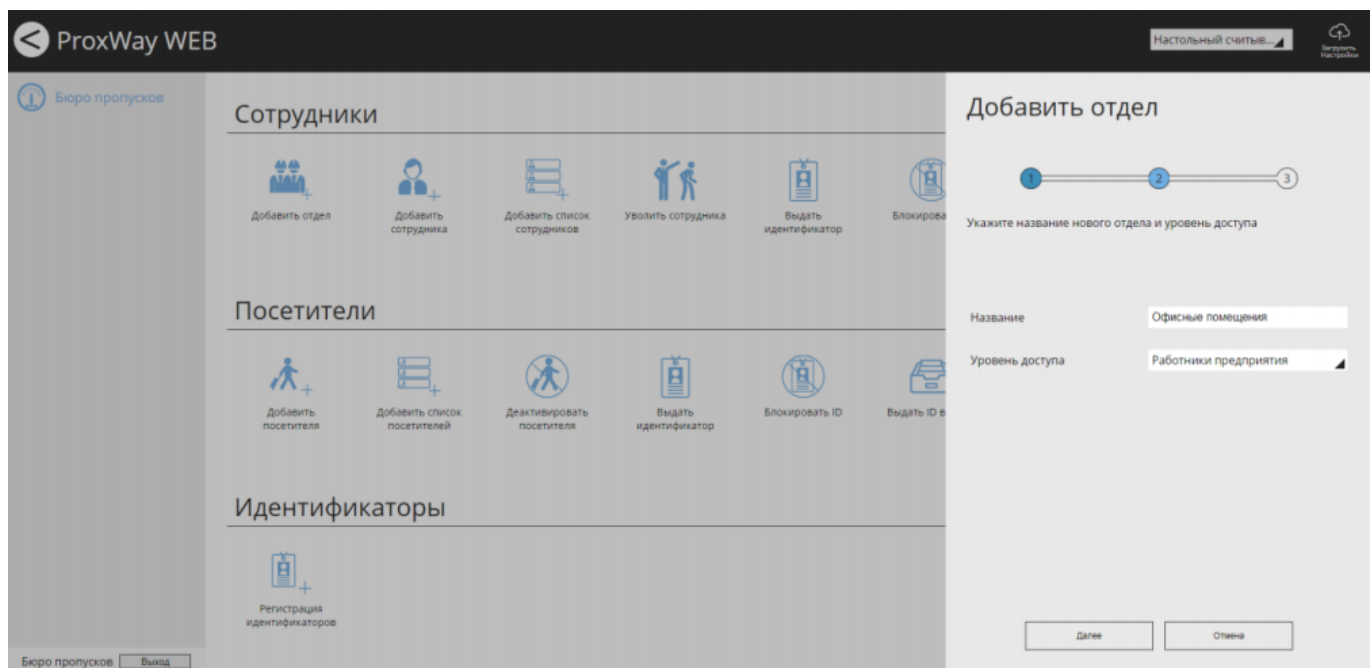 ProxWay WEB
Настольный считыв...
Загрузить
Настройки
Бюро пропусков
Сотрудники
Добавить отдел
Добавить
сотрудника
Добавить список
сотрудников
Уволить сотрудника
Выдать
идентификатор
Блокирова
Посетители
Добавить
посетителя
Добавить список
посетителей
Деактивировать
посетителя
Выдать
идентификатор
Блокировать ID
Выдать ID в
Идентификаторы
Регистрация
идентификаторов
Добавить отдел
1
2
3
Укажите название нового отдела и уровень доступа
Название
Офисные помещения
Уровень доступа
Работники предприятия
Далее
Отмена
Бюро пропусков
Выход